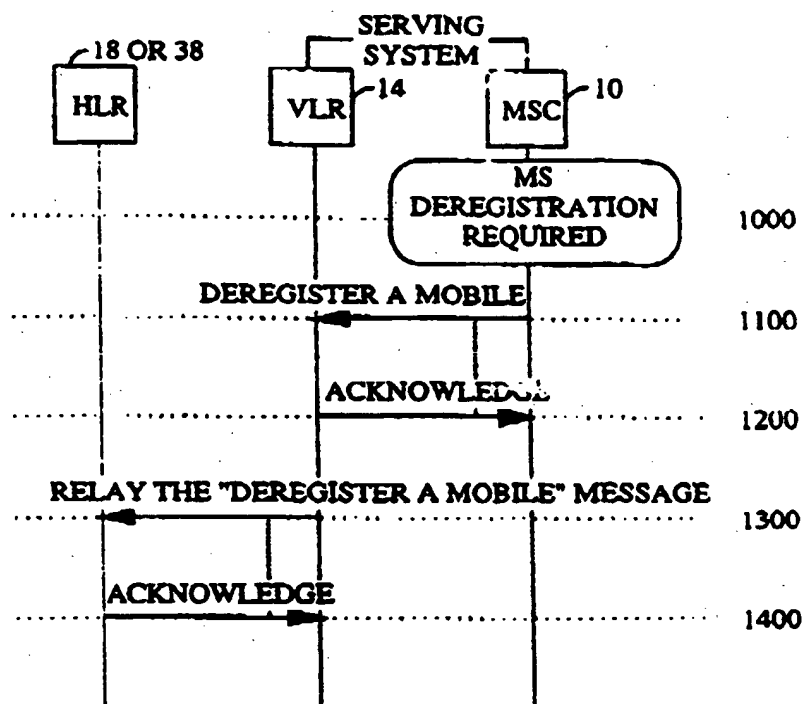 SERVING
SYSTEM
18 OR 38
14
10
HLR
VLR
MSC
MS
DEREGISTRATION
REQUIRED
1000
DEREGISTER A MOBILE
1100
ACKNOWLEDGE
1200
RELAY THE "DEREGISTER A MOBILE" MESSAGE
1300
ACKNOWLEDGE
1400